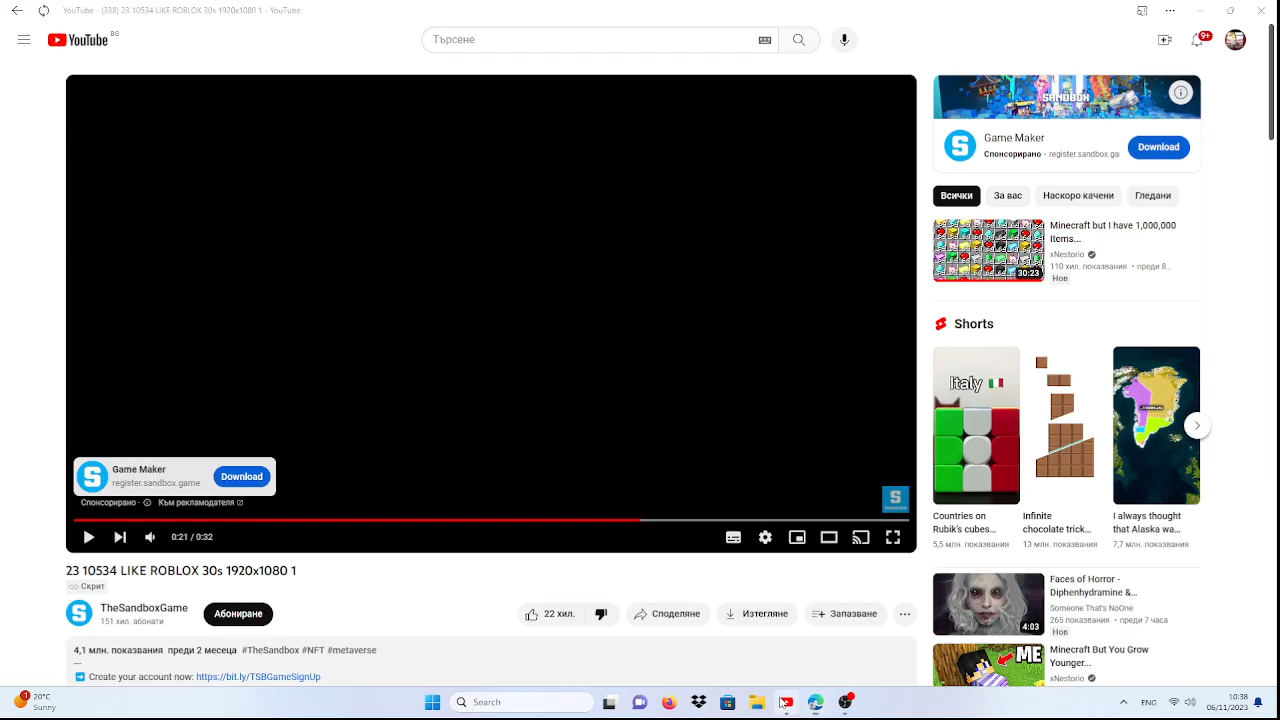 YouTube - (338) 23 10534 LIKE ROBLOX 30s 1920x1080 1 - YouTube
YouTube BG
Търсене
9+
SANDBOX
Game Maker
Спонсорирано · register.sandbox.ga
Download
Всички
За вас
Наскоро качени
Гледани
Minecraft but I have 1,000,000
Items...
xNestorio
110 хил. показвания • преди 8...
Нов
30:23
Shorts
Italy
Countries on
Rubik's cubes...
5,5 млн. показвания
Infinite
chocolate trick...
13 млн. показвания
I always thought
that Alaska wa...
7,7 млн. показвания
Game Maker
register.sandbox.game
Download
Спонсорирано · Към рекламодателя
S
0:21 / 0:32
23 10534 LIKE ROBLOX 30s 1920x1080 1
Скрит
TheSandboxGame
151 хил. абонати
Абониране
22 хил.
Споделяне
Изтегляне
Запазване
4,1 млн. показвания преди 2 месеца #TheSandbox #NFT #metaverse
—
Create your account now: https://bit.ly/TSBGameSignUp
Faces of Horror -
Diphenhydramine &...
Someone That's NoOne
265 показвания • преди 7 часа
Нов
4:03
ME
Minecraft But You Grow
Younger...
xNestorio
1
20°C
Sunny
Search
ENG
10:38
06/11/2023